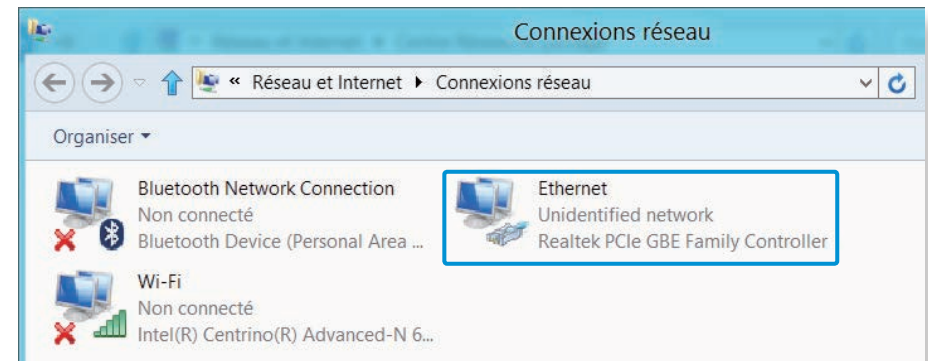 Connexions réseau
« Réseau et Internet ▸ Connexions réseau
Organiser
Bluetooth Network Connection
Non connecté
Bluetooth Device (Personal Area ...
Ethernet
Unidentified network
Realtek PCIe GBE Family Controller
Wi-Fi
Non connecté
Intel(R) Centrino(R) Advanced-N 6...